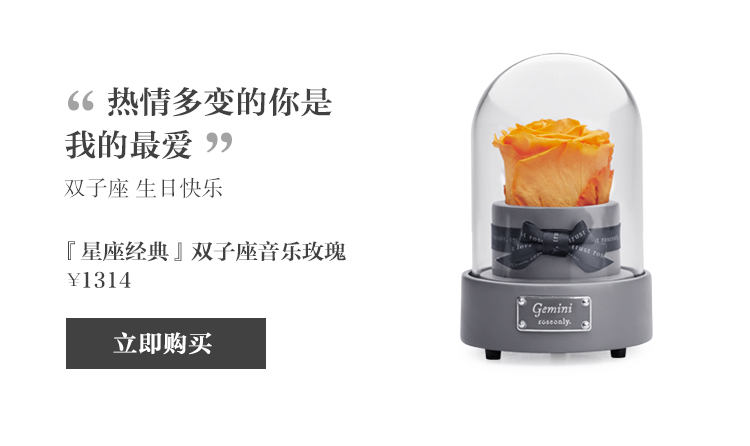 “ 热情多变的你是
我的最爱 ”
双子座 生日快乐
『 星座经典 』双子座音乐玫瑰
¥1314
立即购买
Gemini
roseonly.